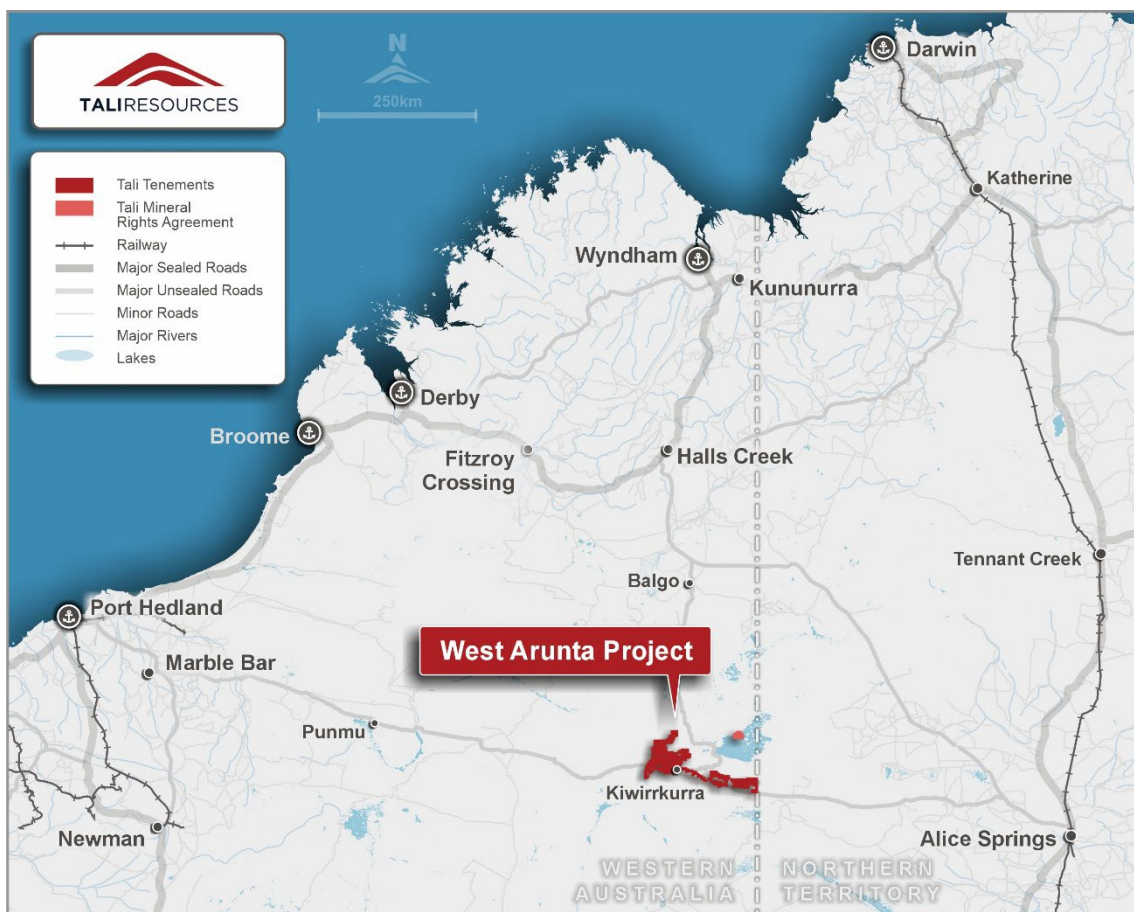 TALIRESOURCES
N
250km
Tali Tenements
Tali Mineral
Rights Agreement
Railway
Major Sealed Roads
Major Unsealed Roads
Minor Roads
Major Rivers
Lakes
Darwin
Katherine
Wyndham
Kununurra
Derby
Broome
Fitzroy
Crossing
Halls Creek
Tennant Creek
Balgo
Port Hedland
West Arunta Project
Marble Bar
Punmu
Kiwirrkurra
Newman
Alice Springs
WESTERN
AUSTRALIA
NORTHERN
TERRITORY